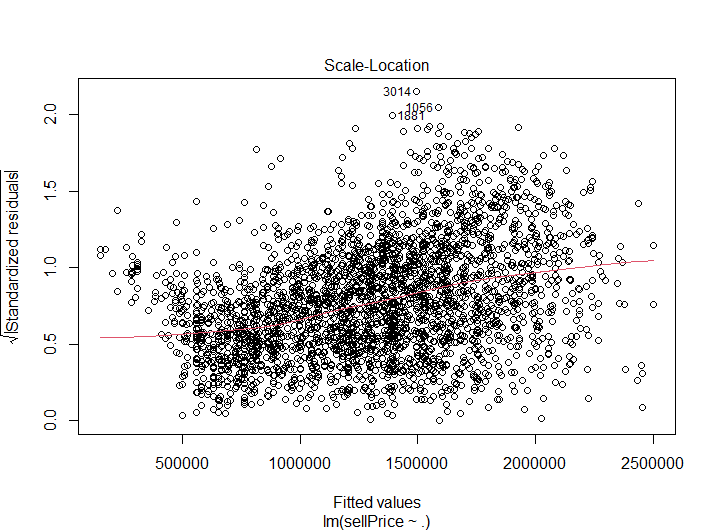 Scale-Location
√|Standardized residuals|
2.0
1.5
1.0
0.5
0.0
3014
1056
1881
500000 1000000 1500000 2000000 2500000
Fitted values
lm(sellPrice ~ .)